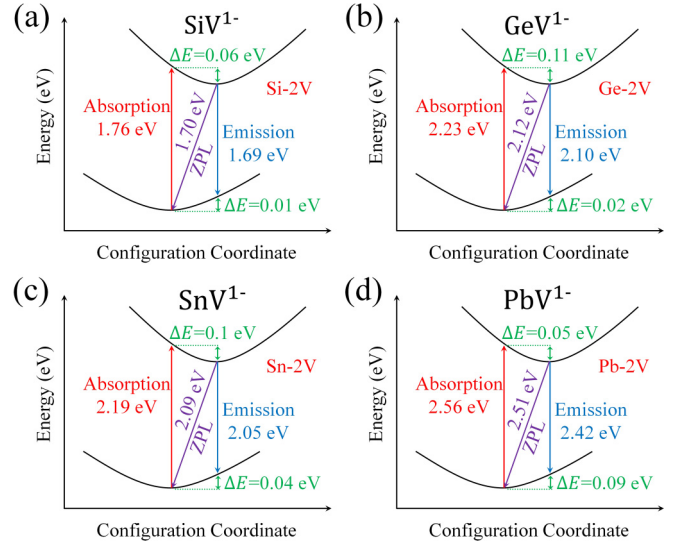 (a)
SiV1-
ΔE=0.06 eV
Si-2V
Absorption
1.76 eV
1.70 eV
ZPL
Emission
1.69 eV
ΔE=0.01 eV
Energy (eV)
Configuration Coordinate
(b)
GeV1-
ΔE=0.11 eV
Ge-2V
Absorption
2.23 eV
2.12 eV
ZPL
Emission
2.10 eV
ΔE=0.02 eV
Energy (eV)
Configuration Coordinate
(c)
SnV1-
ΔE=0.1 eV
Sn-2V
Absorption
2.19 eV
2.09 eV
ZPL
Emission
2.05 eV
ΔE=0.04 eV
Energy (eV)
Configuration Coordinate
(d)
PbV1-
ΔE=0.05 eV
Pb-2V
Absorption
2.56 eV
2.51 eV
ZPL
Emission
2.42 eV
ΔE=0.09 eV
Energy (eV)
Configuration Coordinate